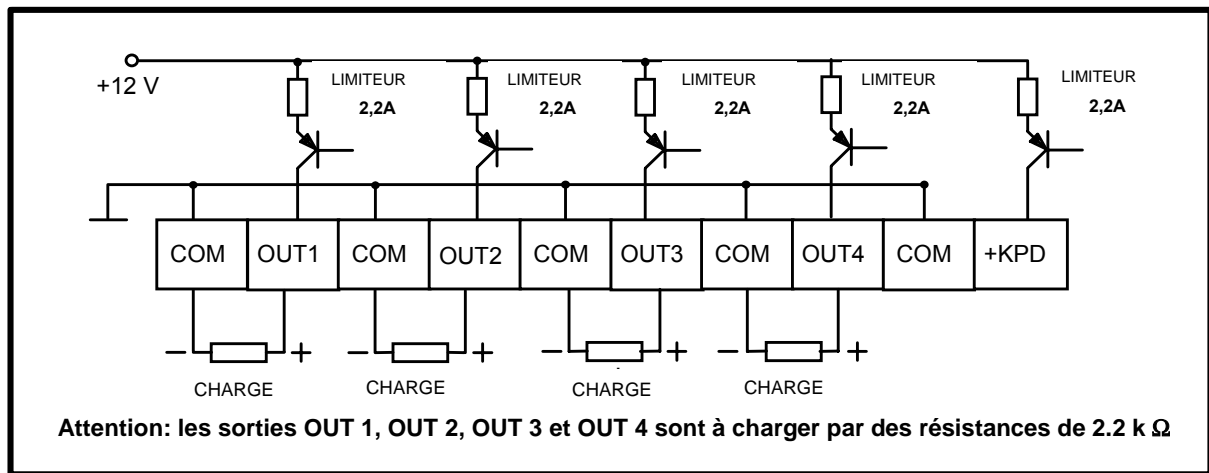 +12 V
LIMITEUR LIMITEUR LIMITEUR LIMITEUR LIMITEUR
2,2A 2,2A 2,2A 2,2A 2,2A
COM OUT1 COM OUT2 COM OUT3 COM OUT4 COM +KPD
– + – + – + – +
CHARGE CHARGE CHARGE CHARGE
Attention: les sorties OUT 1, OUT 2, OUT 3 et OUT 4 sont à charger par des résistances de 2.2 k Ω